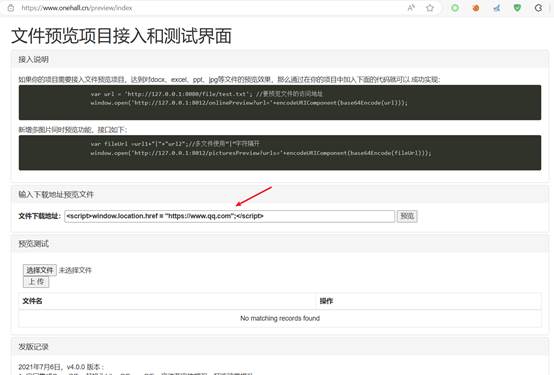 https://www.onehall.cn/preview/index
文件预览项目接入和测试界面
接入说明
如果你的项目需要接入文件预览项目，达到对docx、excel、ppt、jpg等文件的预览效果，那么通过在你的项目中加入下面的代码就可以 成功实现：
var url = 'http://127.0.0.1:8080/file/test.txt'; //要预览文件的访问地址
window.open('http://127.0.0.1:8012/onlinePreview?url='+encodeURIComponent(base64Encode(url)));
新增多图片同时预览功能，接口如下：
var fileUrl =url1+"|"+"url2";//多文件使用"|"字符隔开
window.open('http://127.0.0.1:8012/picturesPreview?urls='+encodeURIComponent(base64Encode(fileUrl)));
输入下载地址预览文件
文件下载地址： <script>window.location.href = "https://www.qq.com";</script> 预览
预览测试
选择文件 未选择文件
上 传
文件名 操作
No matching records found
发版记录
2021年7月6日，v4.0.0 版本：